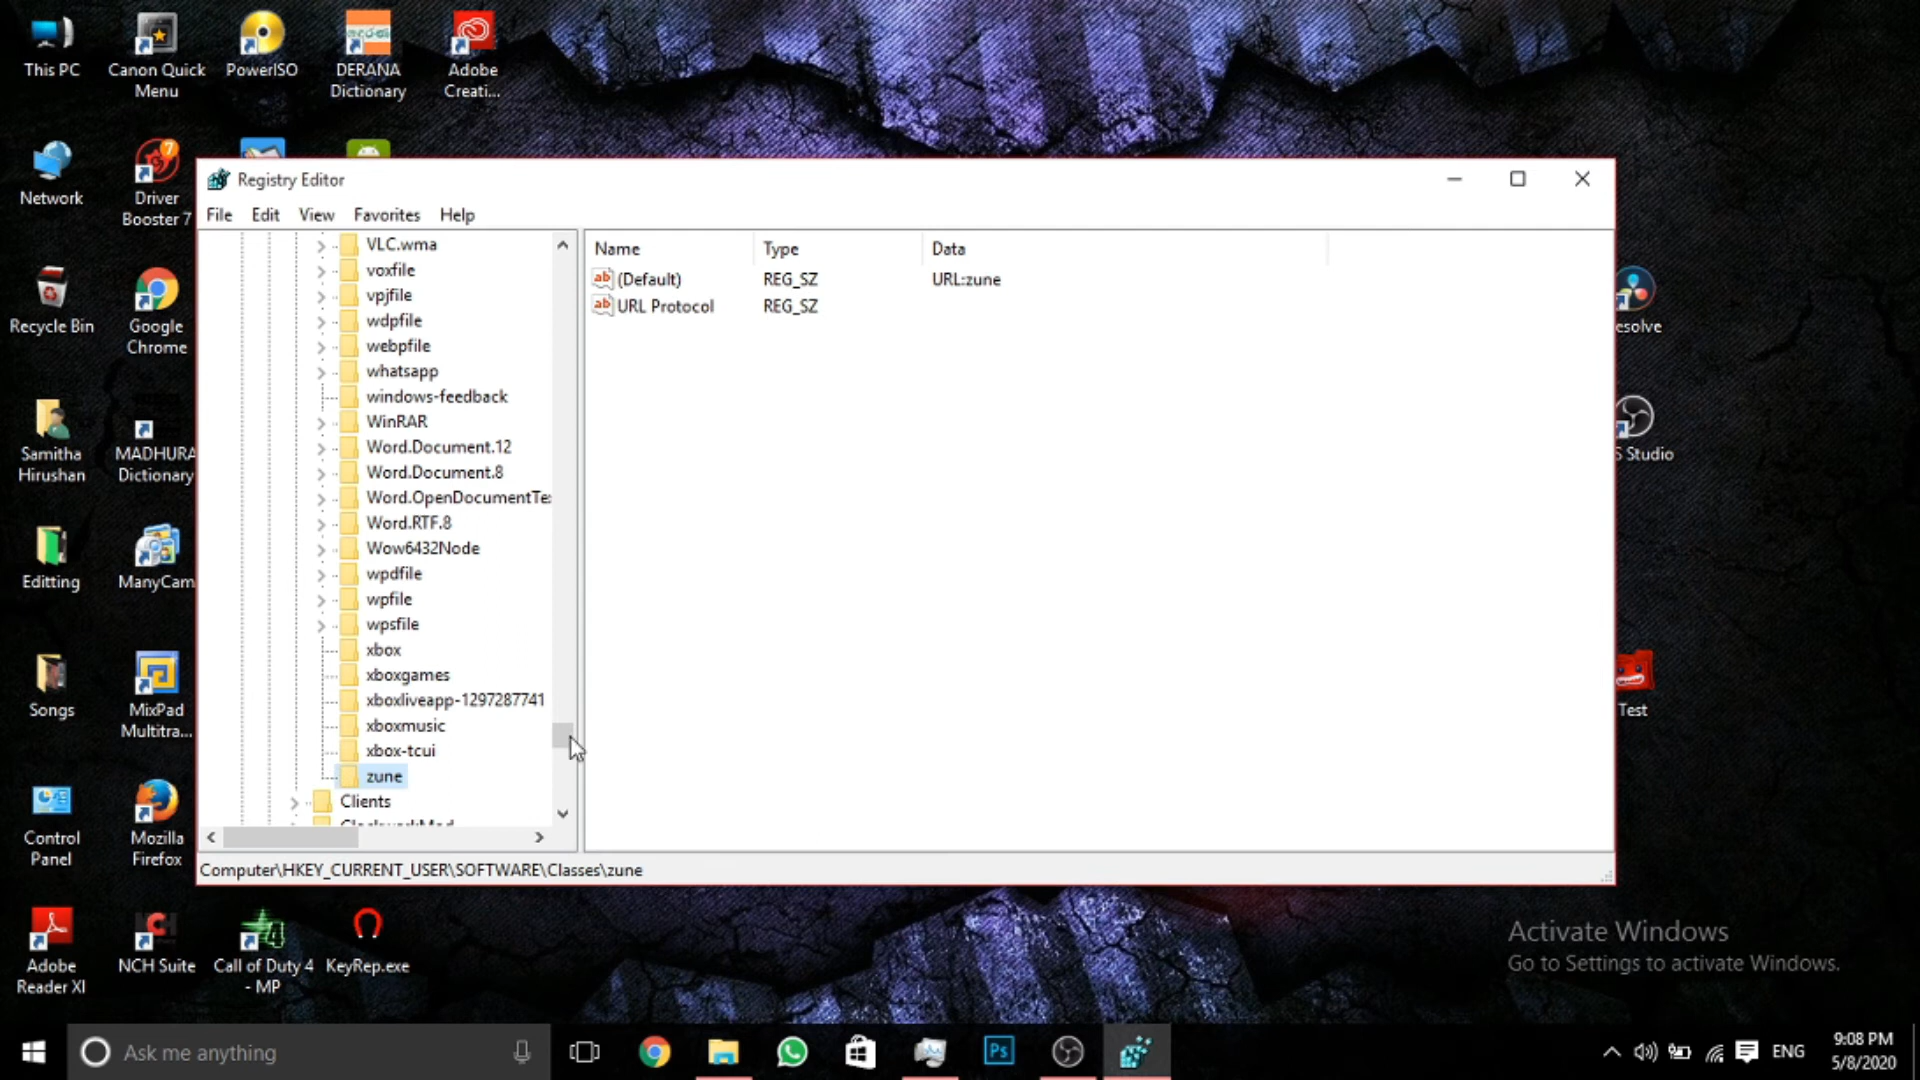 This PC
Canon Quick
Menu
PowerISO
DERANA
Dictionary
Adobe
Creati...
Network
Driver
Booster 7
Recycle Bin
Google
Chrome
Samitha
Hirushan
MADHURA
Dictionary
Editting
ManyCam
Songs
MixPad
Multitra...
Control
Panel
Mozilla
Firefox
Adobe
Reader XI
NCH Suite
Call of Duty 4
- MP
KeyRep.exe
Registry Editor
File Edit View Favorites Help
VLC.wma
voxfile
vpjfile
wdpfile
webpfile
whatsapp
windows-feedback
WinRAR
Word.Document.12
Word.Document.8
Word.OpenDocumentTe
Word.RTF.8
Wow6432Node
wpdfile
wpfile
wpsfile
xbox
xboxgames
xboxliveapp-1297287741
xboxmusic
xbox-tcui
zune
Clients
Name Type Data
(Default) REG_SZ URL:zune
URL Protocol REG_SZ
Computer\HKEY_CURRENT_USER\SOFTWARE\Classes\zune
esolve
S Studio
Test
Activate Windows
Go to Settings to activate Windows.
Ask me anything
Ps
ENG
9:08 PM
5/8/2020